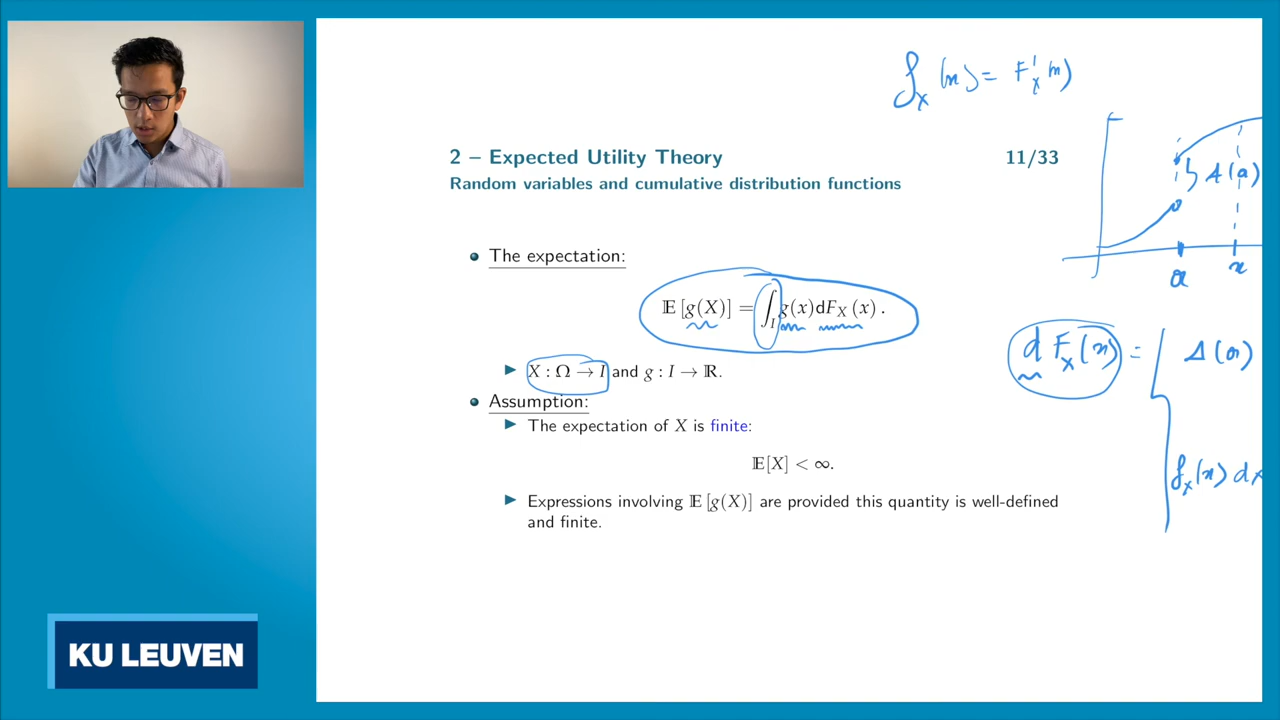 f_X(x) = F'_X(x)
2 – Expected Utility Theory 11/33
Random variables and cumulative distribution functions
Δ(a)
a x
The expectation:
𝔼 [g(X)] = ∫_I g(x)dF_X (x) .
d F_X(x) = { Δ(a)
X : Ω → I and g : I → ℝ.
Assumption:
The expectation of X is finite:
𝔼[X] < ∞.
f_X(x) dx
Expressions involving 𝔼 [g(X)] are provided this quantity is well-defined
and finite.
KU LEUVEN